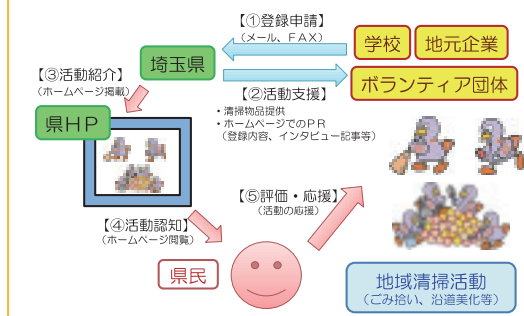 【①登録申請】
（メール、ＦＡＸ）
学校
地元企業
ボランティア団体
埼玉県
【②活動支援】
・清掃物品提供
・ホームページでのＰＲ
（登録内容、インタビュー記事等）
【③活動紹介】
（ホームページ掲載）
県ＨＰ
【④活動認知】
（ホームページ閲覧）
県民
【⑤評価・応援】
（活動の応援）
地域清掃活動
（ごみ拾い、沿道美化等）